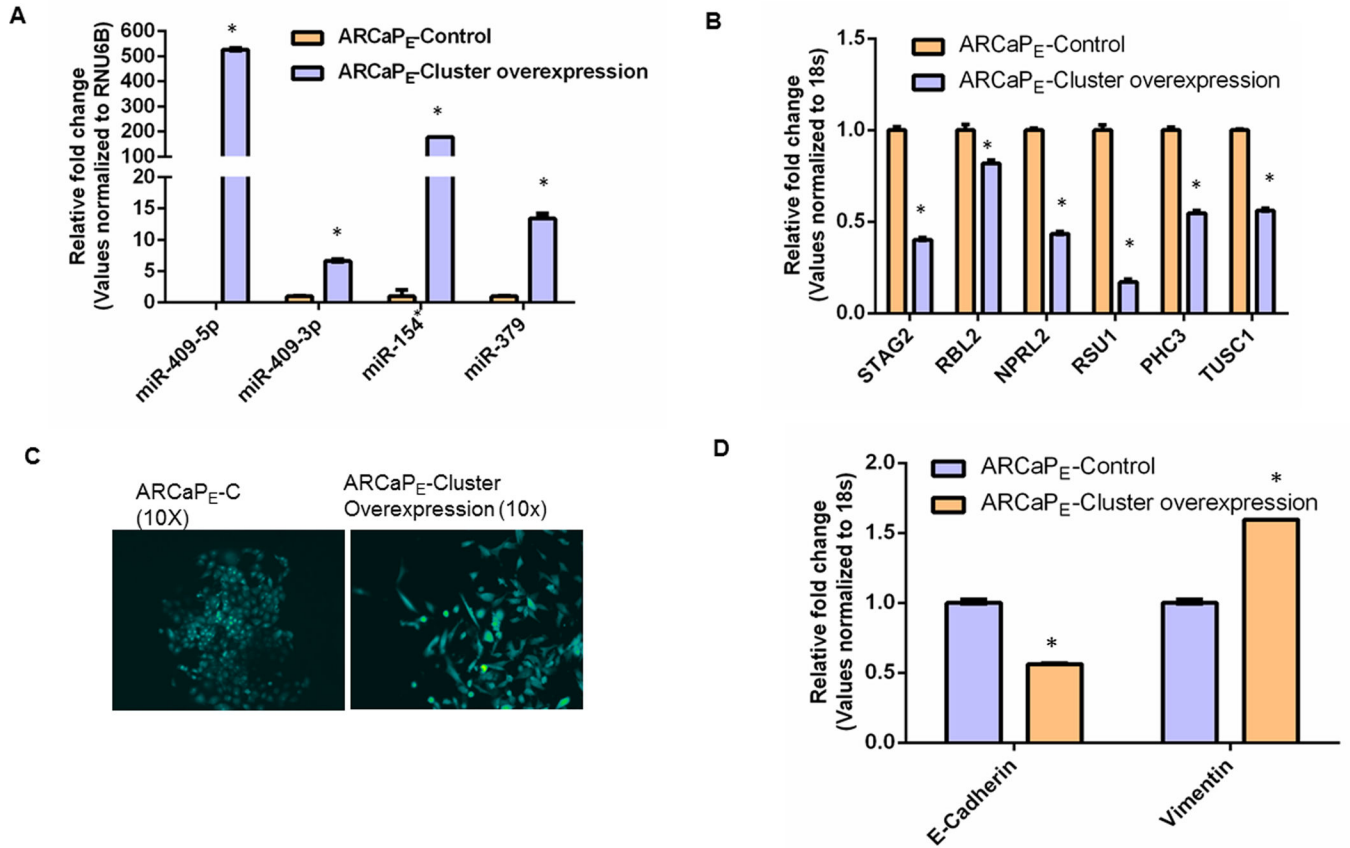 A
Relative fold change
(Values normalized to RNU6B)
600
500
400
300
200
100
20
15
10
5
0
ARCaPE-Control
ARCaPE-Cluster overexpression
*
*
*
*
miR-409-5p
miR-409-3p
miR-154*
miR-379
B
Relative fold change
(Values normalized to 18s)
1.5
1.0
0.5
0.0
ARCaPE-Control
ARCaPE-Cluster overexpression
*
*
*
*
*
*
STAG2
RBL2
NPRL2
RSU1
PHC3
TUSC1
C
ARCaPE-C
(10X)
ARCaPE-Cluster
Overexpression (10x)
D
Relative fold change
(Values normalized to 18s)
2.0
1.5
1.0
0.5
0.0
ARCaPE-Control
ARCaPE-Cluster overexpression
*
*
E-Cadherin
Vimentin